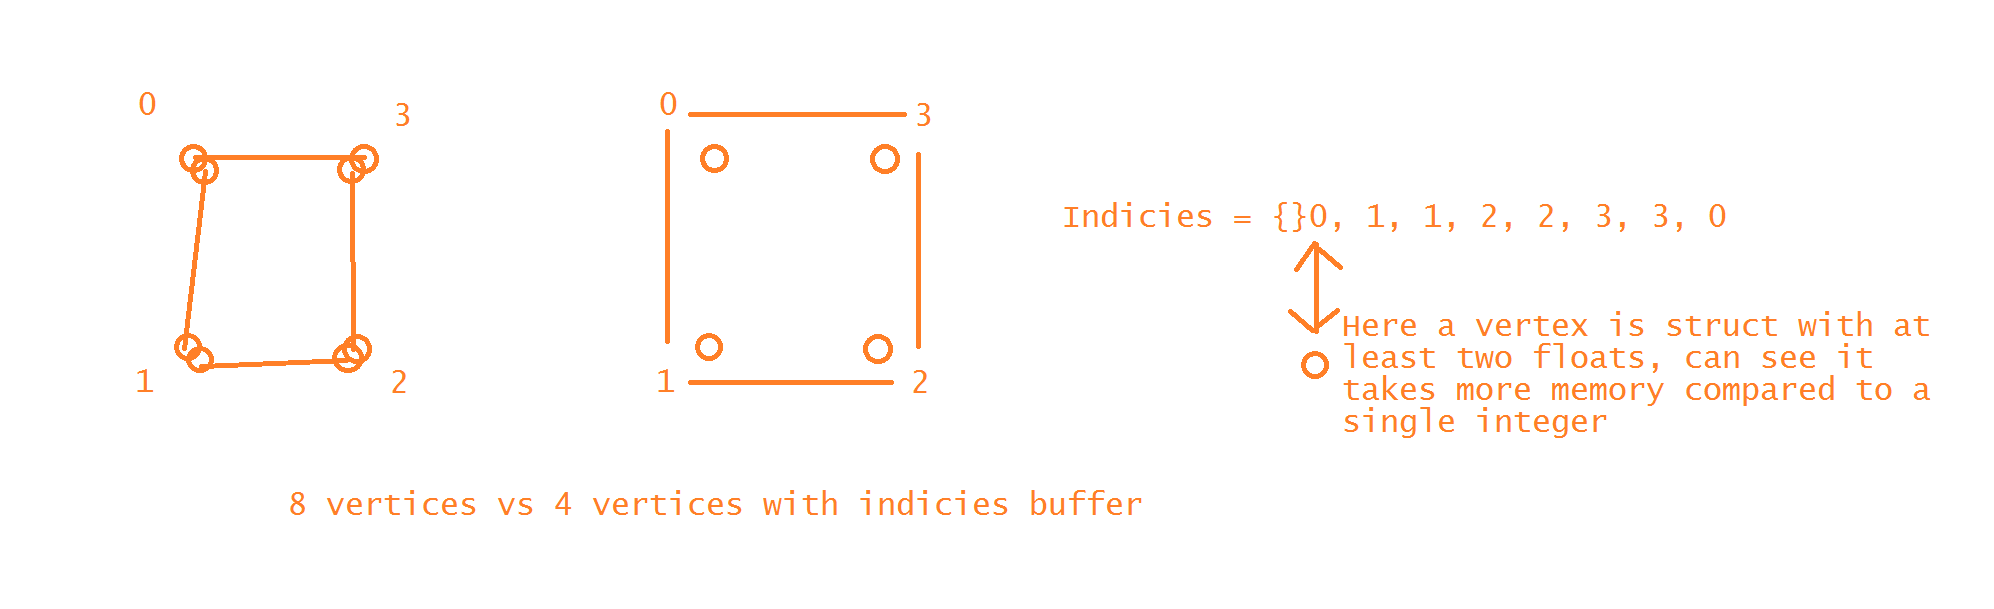 0
3
1
2
0
3
1
2
Indicies = {}0, 1, 1, 2, 2, 3, 3, 0
Here a vertex is struct with at
least two floats, can see it
takes more memory compared to a
single integer
8 vertices vs 4 vertices with indicies buffer